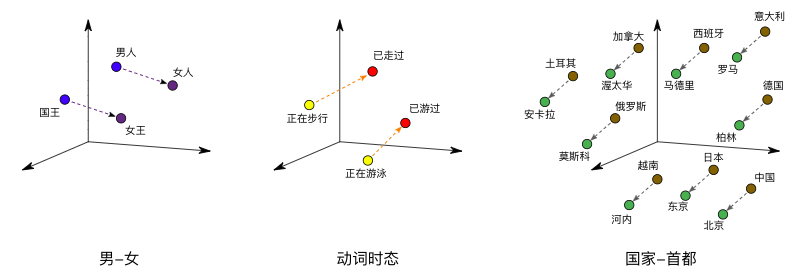 男人
女人
国王
女王
男-女
已走过
正在步行
已游过
正在游泳
动词时态
意大利
西班牙
加拿大
土耳其
罗马
马德里
渥太华
安卡拉
德国
俄罗斯
柏林
莫斯科
日本
越南
中国
东京
河内
北京
国家-首都